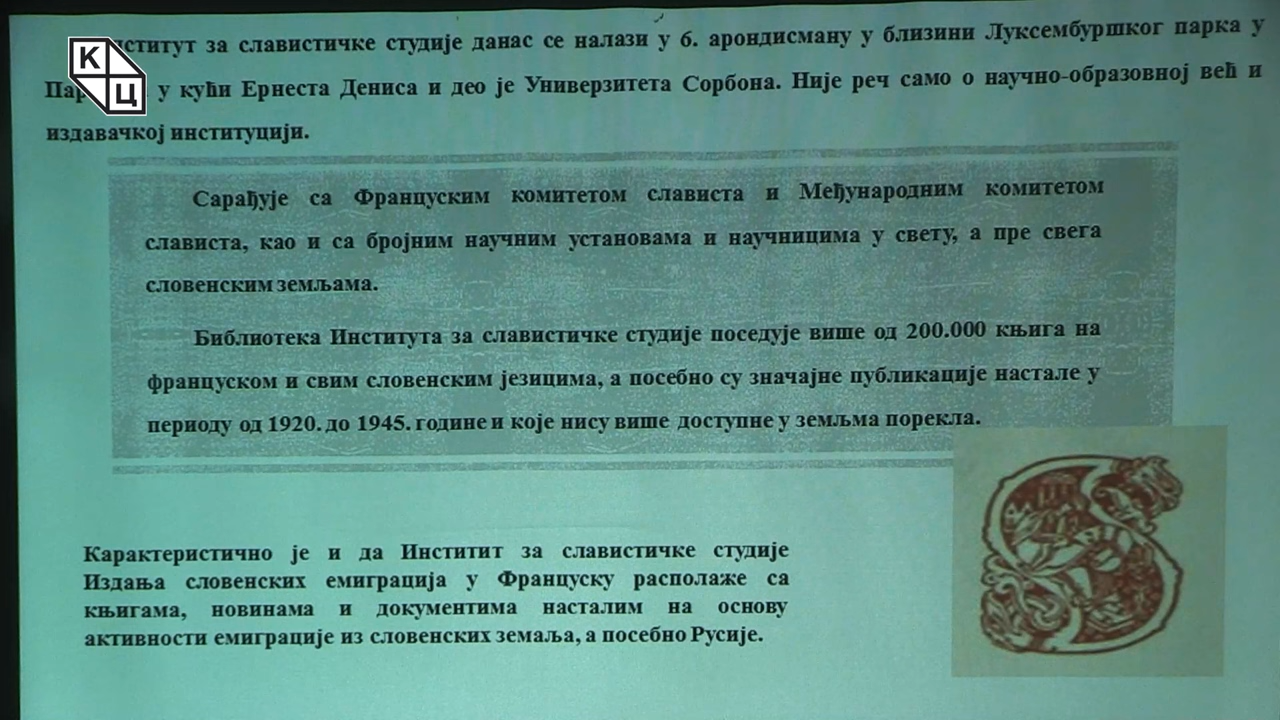 ститут за славистичке студије данас се налази у 6. арондисману у близини Луксембуршког парка у
Пар у кући Ернеста Дениса и део је Универзитета Сорбона. Није реч само о научно-образовној већ и
издавачкој институцији.
К
Ц
Сарађује са Француским комитетом слависта и Међународним комитетом
слависта, као и са бројним научним установама и научницима у свету, а пре свега
словенским земљама.
Библиотека Института за славистичке студије поседује више од 200.000 књига на
француском и свим словенским језицима, а посебно су значајне публикације настале у
периоду од 1920. до 1945. године и које нису више доступне у земљма порекла.
Карактеристично је и да Институт за славистичке студије
Издања словенских емиграција у Француску располаже са
књигама, новинама и документима насталим на основу
активности емиграције из словенских земаља, а посебно Русије.